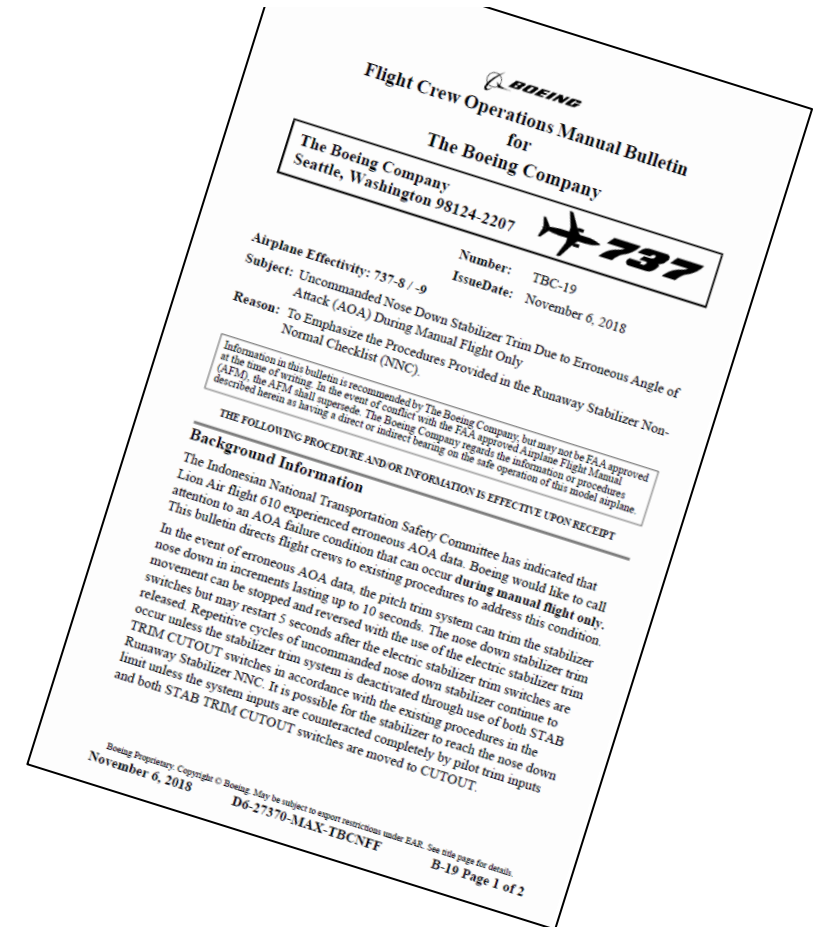 BOEING
Flight Crew Operations Manual Bulletin
for
The Boeing Company
The Boeing Company
Seattle, Washington 98124-2207
737
Number: TBC-19
IssueDate: November 6, 2018
Airplane Effectivity: 737-8 / -9
Subject: Uncommanded Nose Down Stabilizer Trim Due to Erroneous Angle of
Attack (AOA) During Manual Flight Only
Reason: To Emphasize the Procedures Provided in the Runaway Stabilizer Non-
Normal Checklist (NNC).
Information in this bulletin is recommended by The Boeing Company, but may not be FAA approved
at the time of writing. In the event of conflict with the FAA approved Airplane Flight Manual
(AFM), the AFM shall supersede. The Boeing Company regards the information or procedures
described herein as having a direct or indirect bearing on the safe operation of this model airplane.
THE FOLLOWING PROCEDURE AND/OR INFORMATION IS EFFECTIVE UPON RECEIPT
Background Information
The Indonesian National Transportation Safety Committee has indicated that
Lion Air flight 610 experienced erroneous AOA data. Boeing would like to call
attention to an AOA failure condition that can occur during manual flight only.
This bulletin directs flight crews to existing procedures to address this condition.
In the event of erroneous AOA data, the pitch trim system can trim the stabilizer
nose down in increments lasting up to 10 seconds. The nose down stabilizer trim
movement can be stopped and reversed with the use of the electric stabilizer trim
switches but may restart 5 seconds after the electric stabilizer trim switches are
released. Repetitive cycles of uncommanded nose down stabilizer continue to
occur unless the stabilizer trim system is deactivated through use of both STAB
TRIM CUTOUT switches in accordance with the existing procedures in the
Runaway Stabilizer NNC. It is possible for the stabilizer to reach the nose down
limit unless the system inputs are counteracted completely by pilot trim inputs
and both STAB TRIM CUTOUT switches are moved to CUTOUT.
Boeing Proprietary. Copyright © Boeing. May be subject to export restrictions under EAR. See title page for details.
November 6, 2018
D6-27370-MAX-TBCNFF
B-19 Page 1 of 2